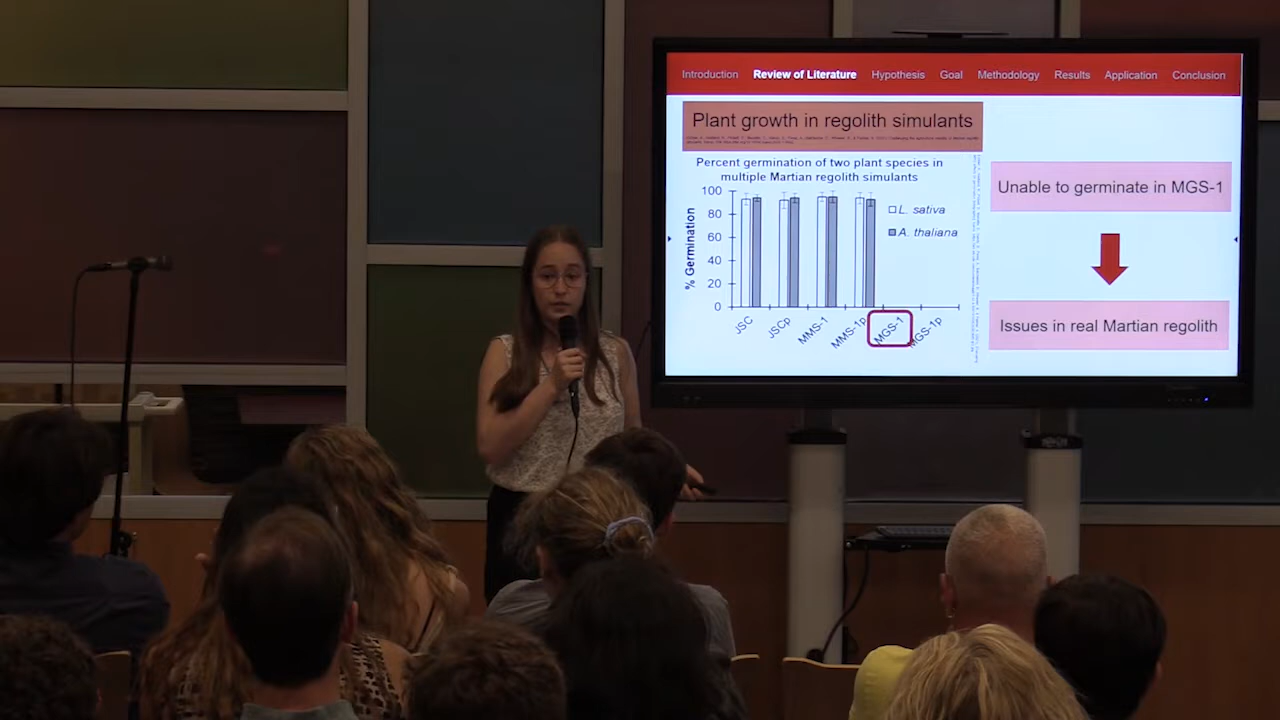 Introduction Review of Literature Hypothesis Goal Methodology Results Application Conclusion
Plant growth in regolith simulants
Percent germination of two plant species in
multiple Martian regolith simulants
% Germination
100
80
60
40
20
0
L. sativa
A. thaliana
JSC
JSCp
MMS-1
MMS-1p
MGS-1
MGS-1p
Unable to germinate in MGS-1
Issues in real Martian regolith